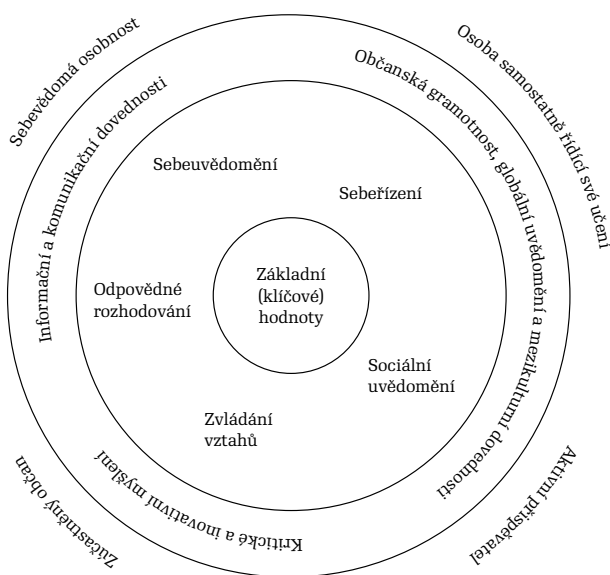 Sebevědomá osobnost
Osoba samostatně řídící své učení
Informační a komunikační dovednosti
Občanská gramotnost, globální uvědomění a mezikulturní dovednosti
Sebeuvědomění
Sebeřízení
Základní
(klíčové)
hodnoty
Odpovědné
rozhodování
Sociální
uvědomění
Zvládání
vztahů
Kritické a inovativní myšlení
Zúčastněný občan
Aktivní přispěvatel